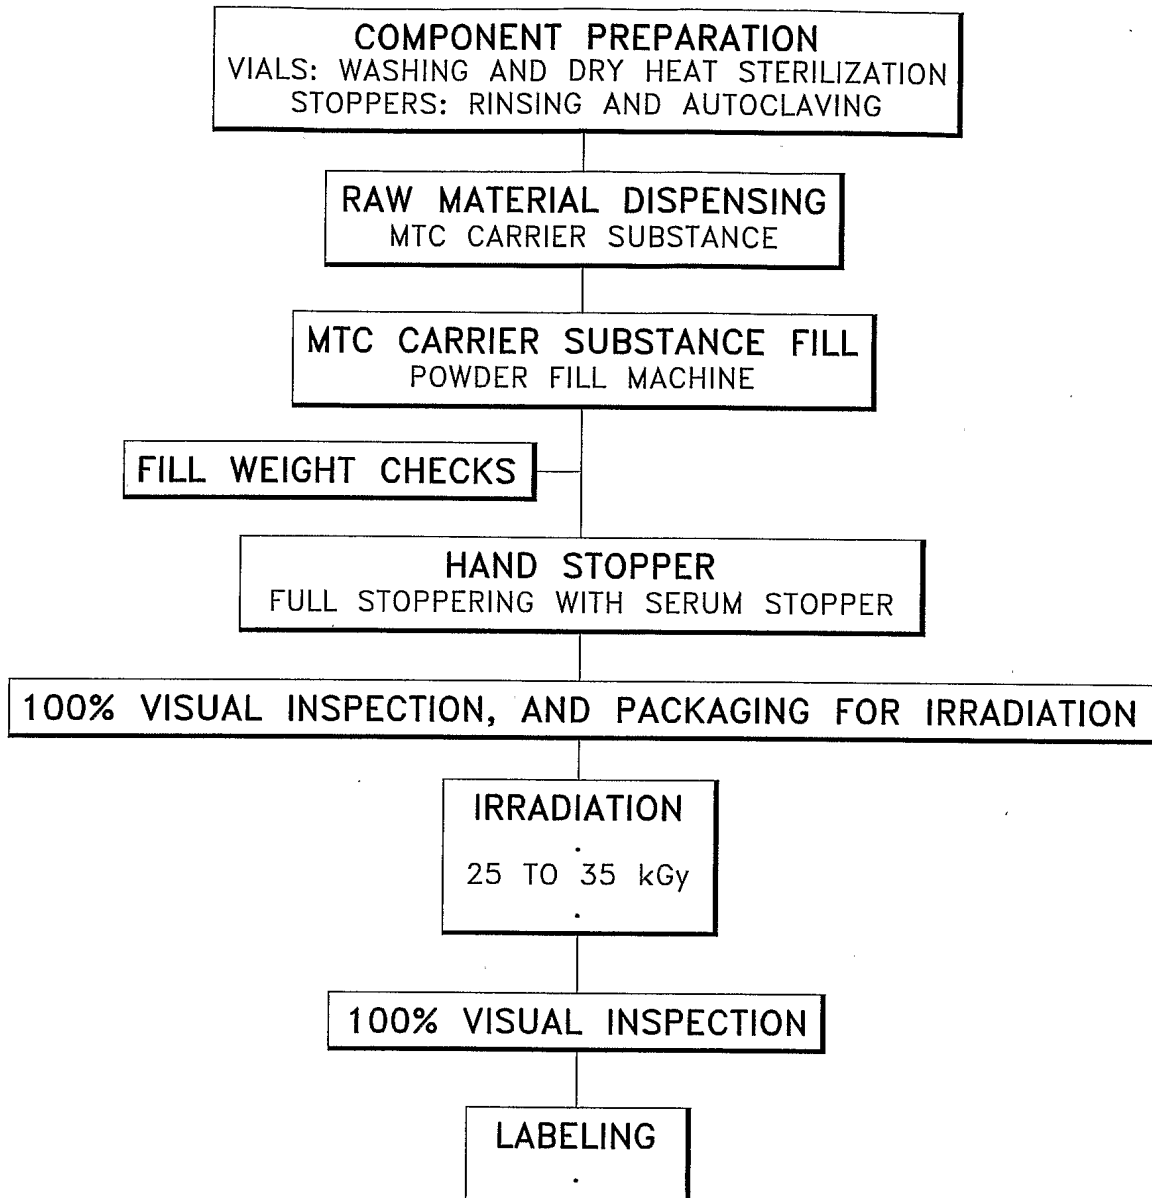 COMPONENT PREPARATION
VIALS: WASHING AND DRY HEAT STERILIZATION
STOPPERS: RINSING AND AUTOCLAVING
RAW MATERIAL DISPENSING
MTC CARRIER SUBSTANCE
MTC CARRIER SUBSTANCE FILL
POWDER FILL MACHINE
FILL WEIGHT CHECKS
HAND STOPPER
FULL STOPPERING WITH SERUM STOPPER
100% VISUAL INSPECTION, AND PACKAGING FOR IRRADIATION
IRRADIATION
25 TO 35 kGy
100% VISUAL INSPECTION
LABELING